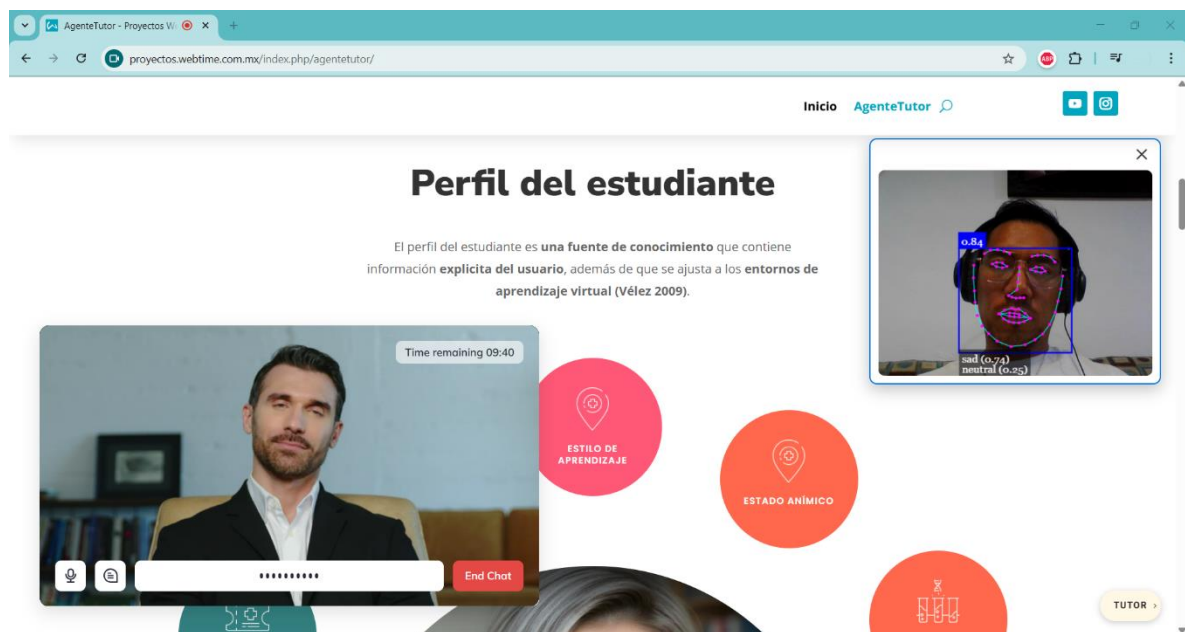 AgenteTutor - Proyectos W
proyectos.webtime.com.mx/index.php/agentetutor/
ABP
Inicio AgenteTutor
Perfil del estudiante
El perfil del estudiante es una fuente de conocimiento que contiene
información explicita del usuario, además de que se ajusta a los entornos de
aprendizaje virtual (Vélez 2009).
0.84
sad (0.74)
neutral (0.25)
Time remaining 09:40
End Chat
ESTILO DE
APRENDIZAJE
ESTADO ANÍMICO
TUTOR